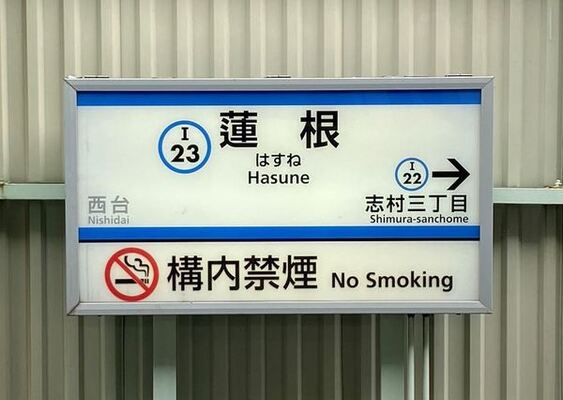 I
23
蓮根
はすね
Hasune
I
22
志村三丁目
Shimura-sanchome
西台
Nishidai
構内禁煙 No Smoking